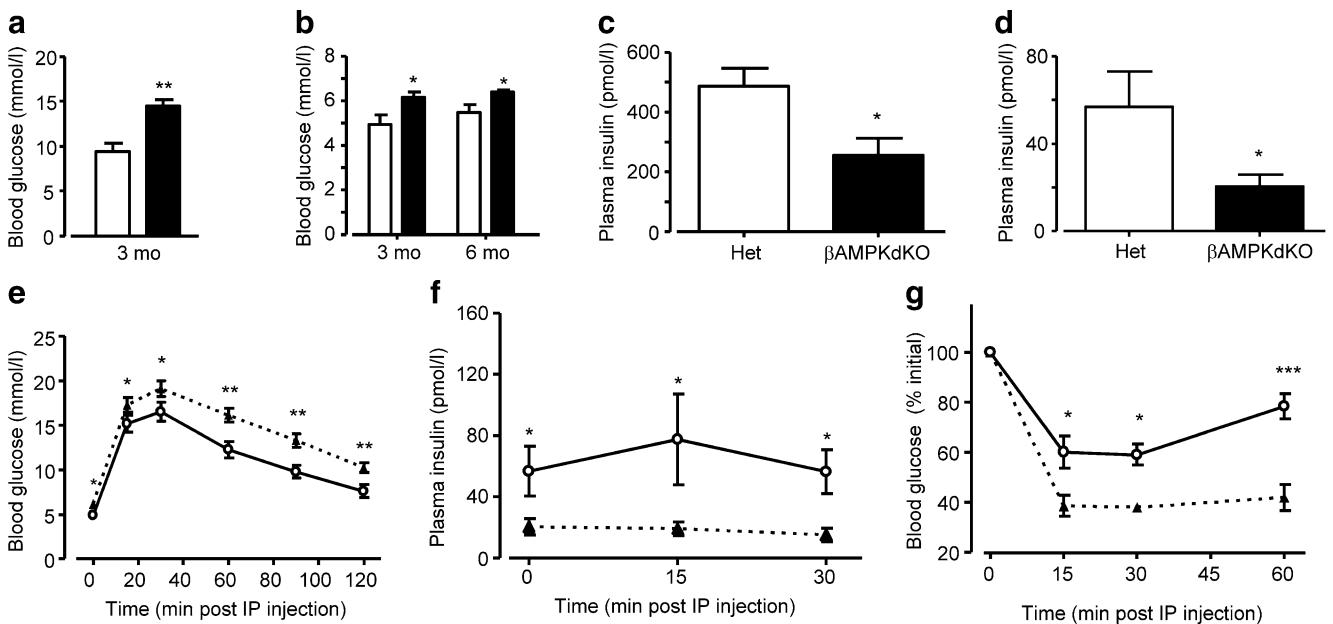 a
Blood glucose (mmol/l)
20
15
10
5
0
**
3 mo
b
Blood glucose (mmol/l)
8
6
4
2
0
*
*
3 mo
6 mo
c
Plasma insulin (pmol/l)
600
400
200
0
*
Het
βAMPKdKO
d
Plasma insulin (pmol/l)
80
40
0
*
Het
βAMPKdKO
e
Blood glucose (mmol/l)
25
20
15
10
5
0
*
*
*
**
**
**
0 20 40 60 80 100 120
Time (min post IP injection)
f
Plasma insulin (pmol/l)
160
120
80
40
0
*
*
*
0 15 30
Time (min post IP injection)
g
Blood glucose (% initial)
100
80
60
40
20
*
*
***
0 15 30 45 60
Time (min post IP injection)